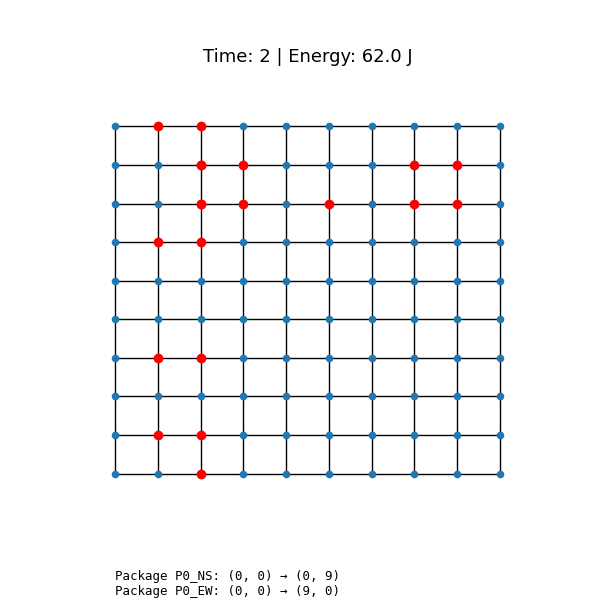 Time: 2 | Energy: 62.0 J
Package P0_NS: (0, 0) → (0, 9)
Package P0_EW: (0, 0) → (9, 0)